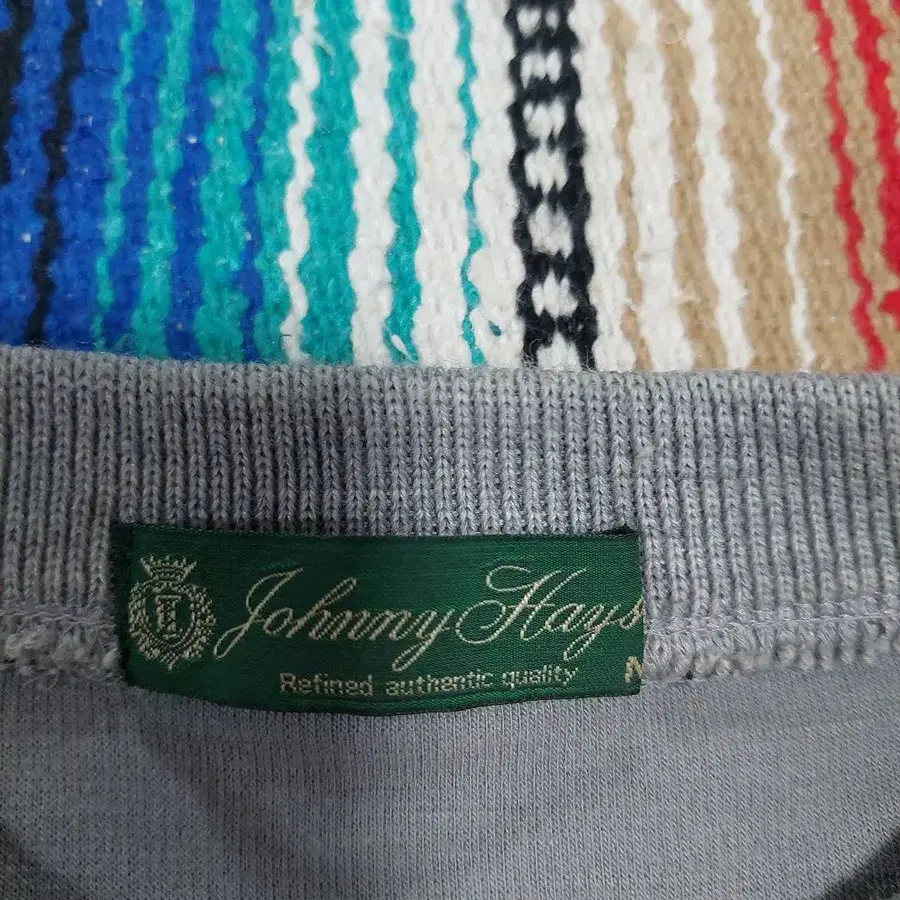 Johnny Hays
Refined authentic quality